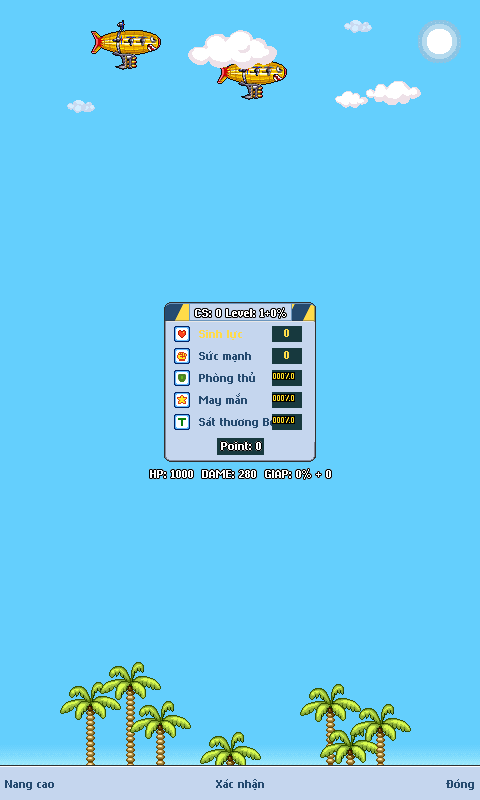 CS: 0 Level: 1+0%
Sinh lực 0
Sức mạnh 0
Phòng thủ
May mắn
Sát thương
Point: 0
HP: 1000 DAME: 280 GIAP: 0% + 0
Nang cao Xác nhận Đóng